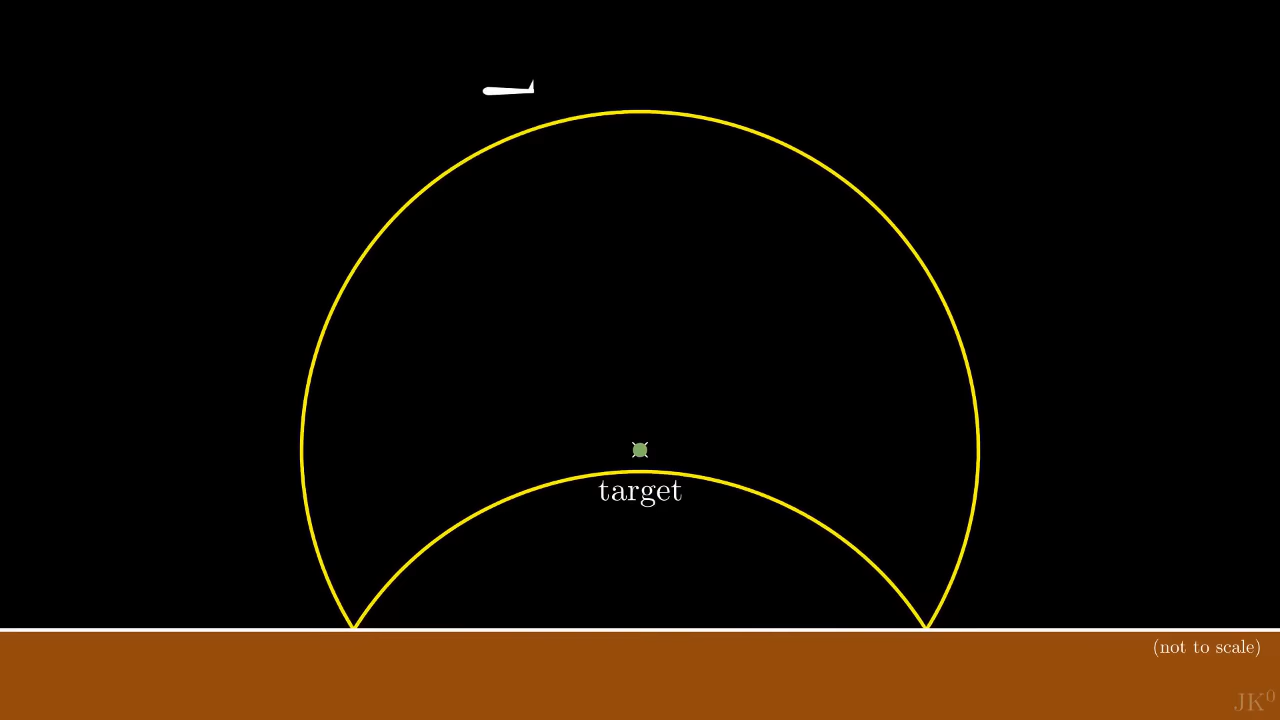 target
(not to scale)
JK⁰